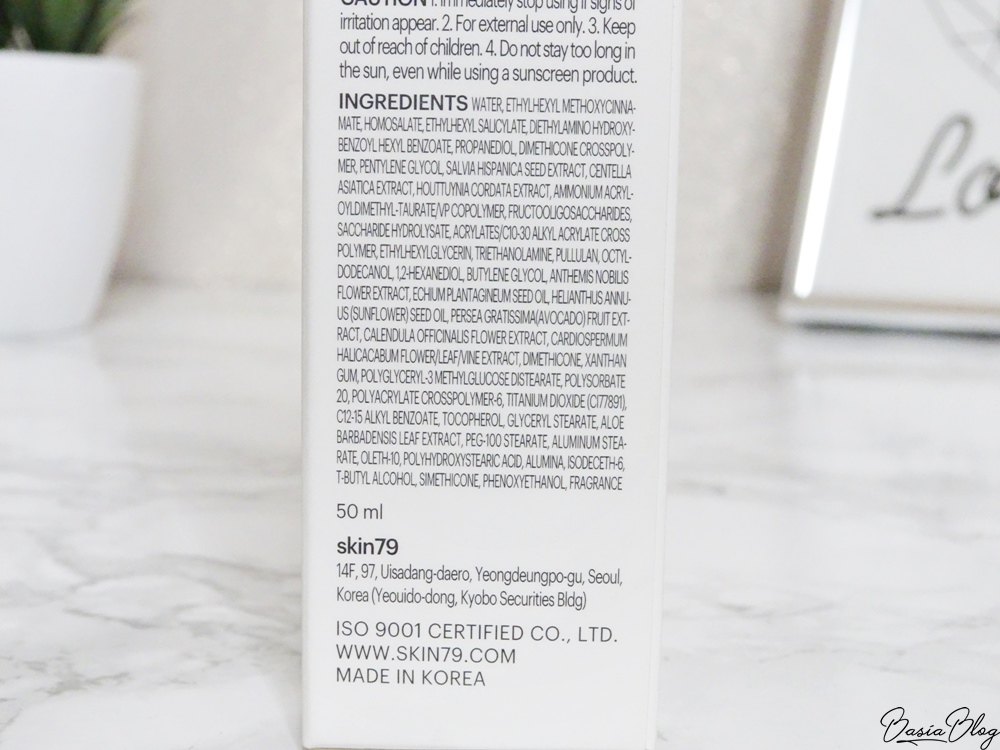 CAUTION 1. Immediately stop using if signs of
irritation appear. 2. For external use only. 3. Keep
out of reach of children. 4. Do not stay too long in
the sun, even while using a sunscreen product.
INGREDIENTS WATER, ETHYLHEXYL METHOXYCINNA-
MATE, HOMOSALATE, ETHYLHEXYL SALICYLATE, DIETHYLAMINO HYDROXY-
BENZOYL HEXYL BENZOATE, PROPANEDIOL, DIMETHICONE CROSSPOLY-
MER, PENTYLENE GLYCOL, SALVIA HISPANICA SEED EXTRACT, CENTELLA
ASIATICA EXTRACT, HOUTTUYNIA CORDATA EXTRACT, AMMONIUM ACRYL-
OYLDIMETHYL-TAURATE/VP COPOLYMER, FRUCTOOLIGOSACCHARIDES,
SACCHARIDE HYDROLYSATE, ACRYLATES/C10-30 ALKYL ACRYLATE CROSS
POLYMER, ETHYLHEXYLGLYCERIN, TRIETHANOLAMINE, PULLULAN, OCTYL-
DODECANOL, 1,2-HEXANEDIOL, BUTYLENE GLYCOL, ANTHEMIS NOBILIS
FLOWER EXTRACT, ECHIUM PLANTAGINEUM SEED OIL, HELIANTHUS ANNU-
US (SUNFLOWER) SEED OIL, PERSEA GRATISSIMA(AVOCADO) FRUIT EXT-
RACT, CALENDULA OFFICINALIS FLOWER EXTRACT, CARDIOSPERMUM
HALICACABUM FLOWER/LEAF/VINE EXTRACT, DIMETHICONE, XANTHAN
GUM, POLYGLYCERYL-3 METHYLGLUCOSE DISTEARATE, POLYSORBATE
20, POLYACRYLATE CROSSPOLYMER-6, TITANIUM DIOXIDE (CI77891),
C12-15 ALKYL BENZOATE, TOCOPHEROL, GLYCERYL STEARATE, ALOE
BARBADENSIS LEAF EXTRACT, PEG-100 STEARATE, ALUMINUM STEA-
RATE, OLETH-10, POLYHYDROXYSTEARIC ACID, ALUMINA, ISODECETH-6,
T-BUTYL ALCOHOL, SIMETHICONE, PHENOXYETHANOL, FRAGRANCE
50 ml
skin79
14F, 97, Uisadang-daero, Yeongdeungpo-gu, Seoul,
Korea (Yeouido-dong, Kyobo Securities Bldg)
ISO 9001 CERTIFIED CO., LTD.
WWW.SKIN79.COM
MADE IN KOREA
BasiaBlog